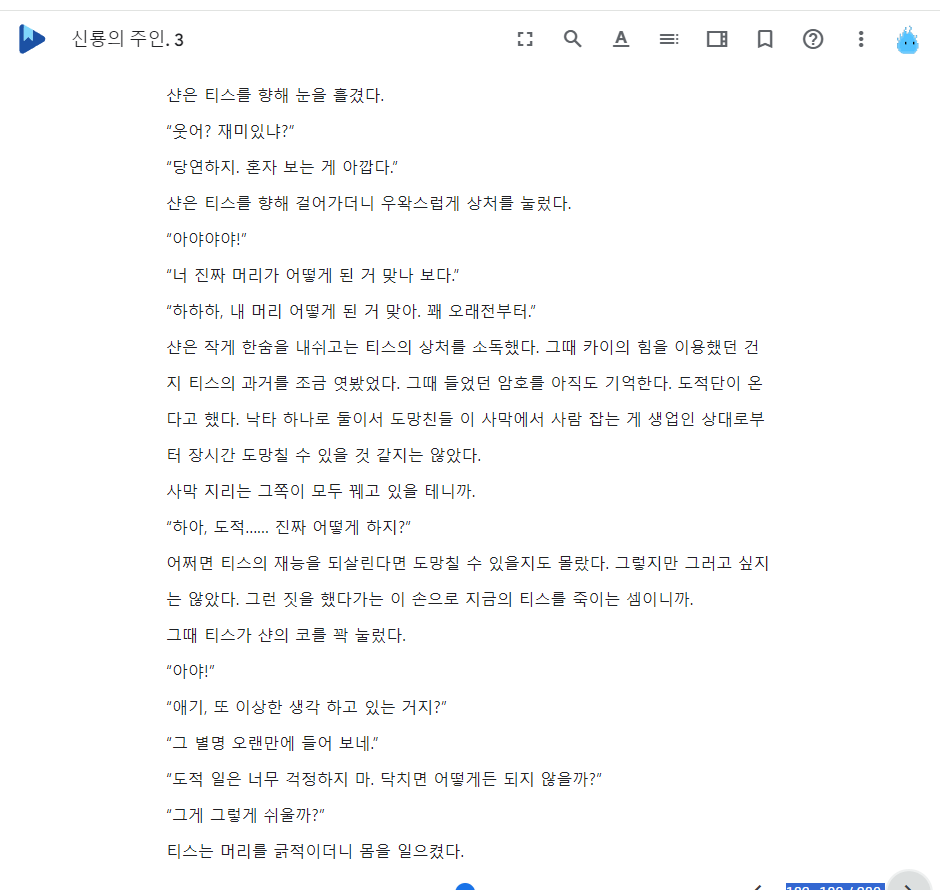 신룡의 주인. 3
샨은 티스를 향해 눈을 흘겼다.
“웃어? 재미있냐?”
“당연하지. 혼자 보는 게 아깝다.”
샨은 티스를 향해 걸어가더니 우왁스럽게 상처를 눌렀다.
“아야야야!”
“너 진짜 머리가 어떻게 된 거 맞나 보다.”
“하하하, 내 머리 어떻게 된 거 맞아. 꽤 오래전부터.”
샨은 작게 한숨을 내쉬고는 티스의 상처를 소독했다. 그때 카이의 힘을 이용했던 건
지 티스의 과거를 조금 엿봤었다. 그때 들었던 암호를 아직도 기억한다. 도적단이 온
다고 했다. 낙타 하나로 둘이서 도망친들 이 사막에서 사람 잡는 게 생업인 상대로부
터 장시간 도망칠 수 있을 것 같지는 않았다.
사막 지리는 그쪽이 모두 꿰고 있을 테니까.
“하아, 도적…… 진짜 어떻게 하지?”
어쩌면 티스의 재능을 되살린다면 도망칠 수 있을지도 몰랐다. 그렇지만 그러고 싶지
는 않았다. 그런 짓을 했다가는 이 손으로 지금의 티스를 죽이는 셈이니까.
그때 티스가 샨의 코를 꽉 눌렀다.
“아야!”
“애기, 또 이상한 생각 하고 있는 거지?”
“그 별명 오랜만에 들어 보네.”
“도적 일은 너무 걱정하지 마. 닥치면 어떻게든 되지 않을까?”
“그게 그렇게 쉬울까?”
티스는 머리를 긁적이더니 몸을 일으켰다.